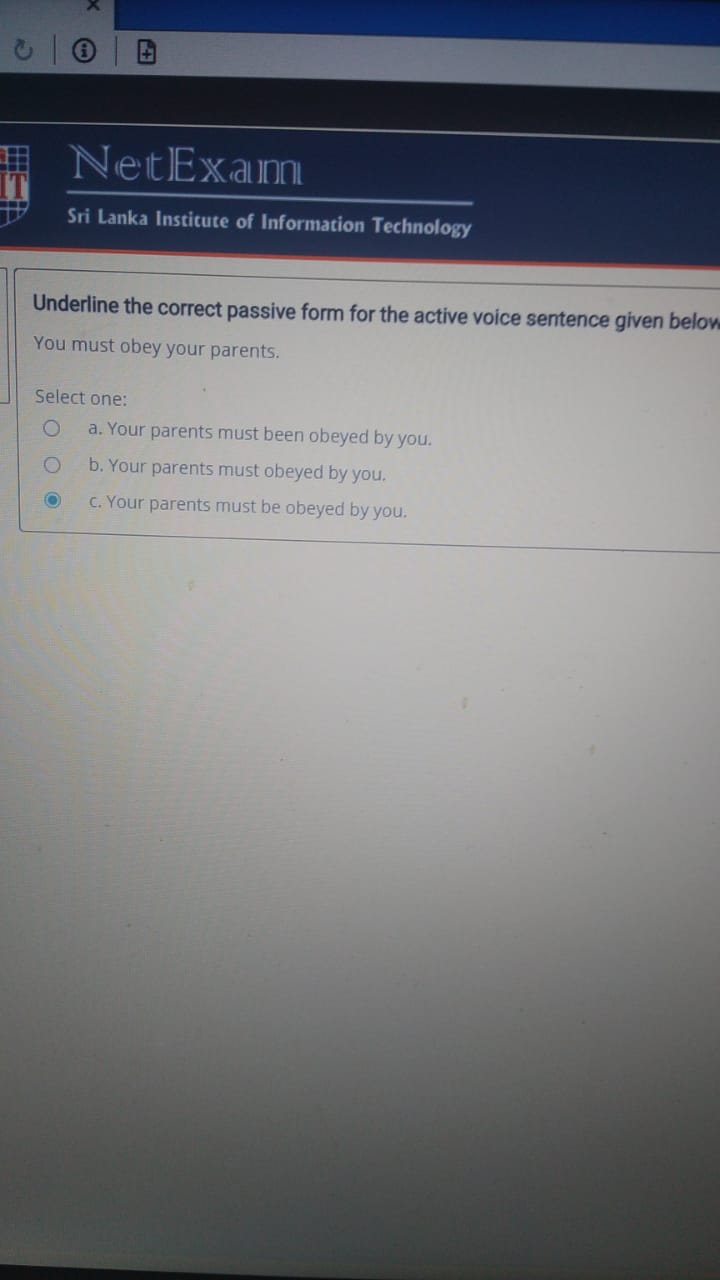 IT
NetExam
Sri Lanka Institute of Information Technology
Underline the correct passive form for the active voice sentence given below
You must obey your parents.
Select one:
a. Your parents must been obeyed by you.
b. Your parents must obeyed by you.
c. Your parents must be obeyed by you.